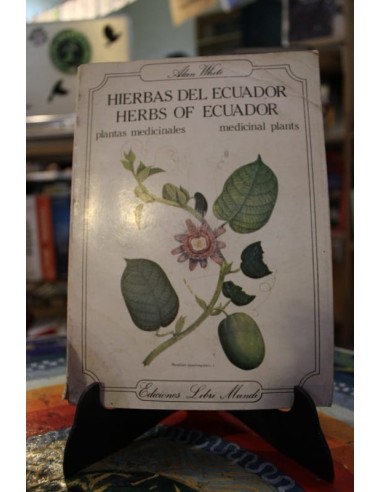 Alan White
HIERBAS DEL ECUADOR
HERBS OF ECUADOR
plantas medicinales medicinal plants
Ediciones Libri Mundi